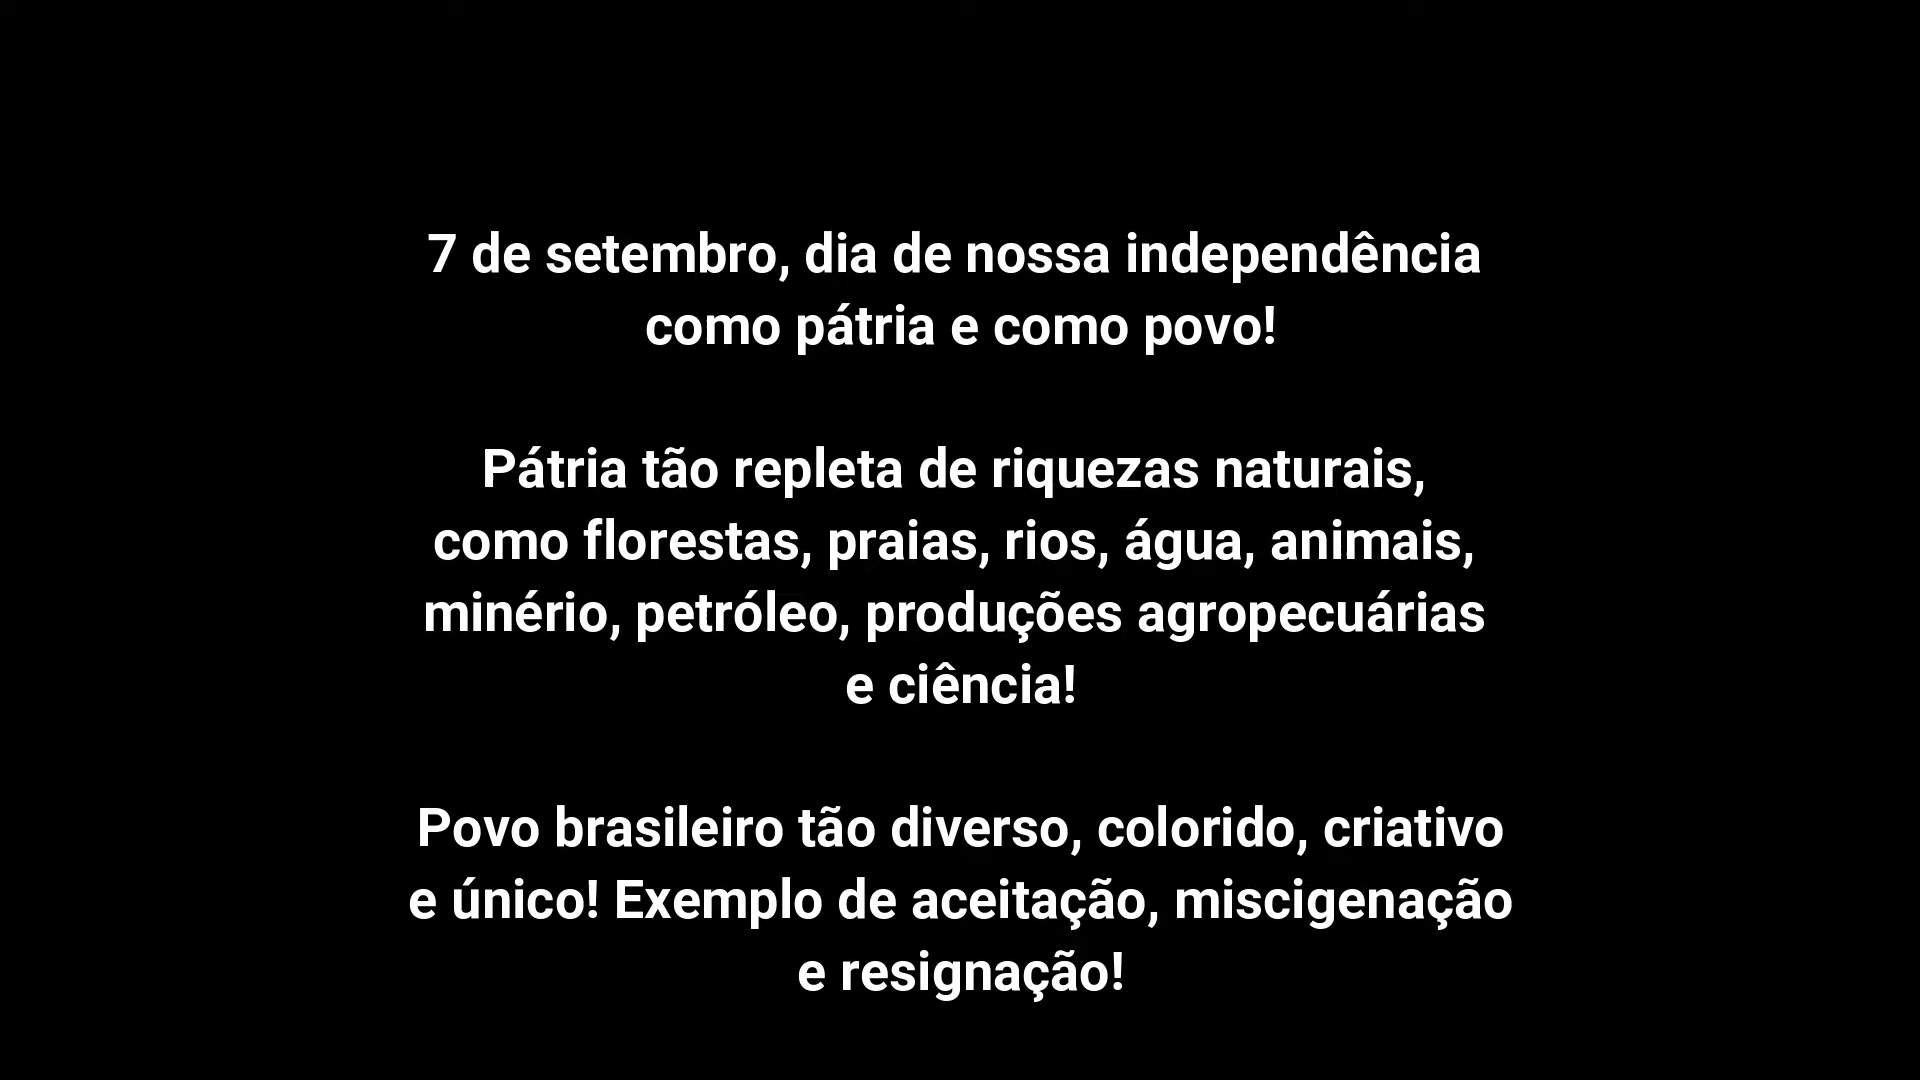 7 de setembro, dia de nossa independência
como pátria e como povo!
Pátria tão repleta de riquezas naturais,
como florestas, praias, rios, água, animais,
minério, petróleo, produções agropecuárias
e ciência!
Povo brasileiro tão diverso, colorido, criativo
e único! Exemplo de aceitação, miscigenação
e resignação!